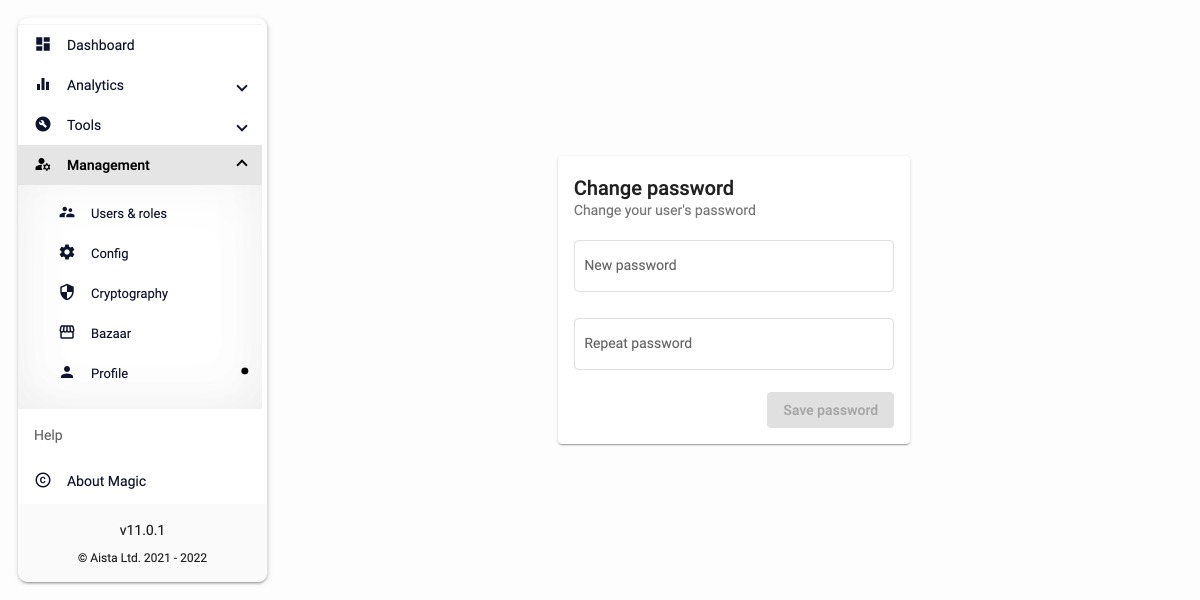 Dashboard
Analytics
Tools
Management
Users & roles
Config
Cryptography
Bazaar
Profile
Help
About Magic
v11.0.1
© Aista Ltd. 2021 - 2022
Change password
Change your user's password
New password
Repeat password
Save password